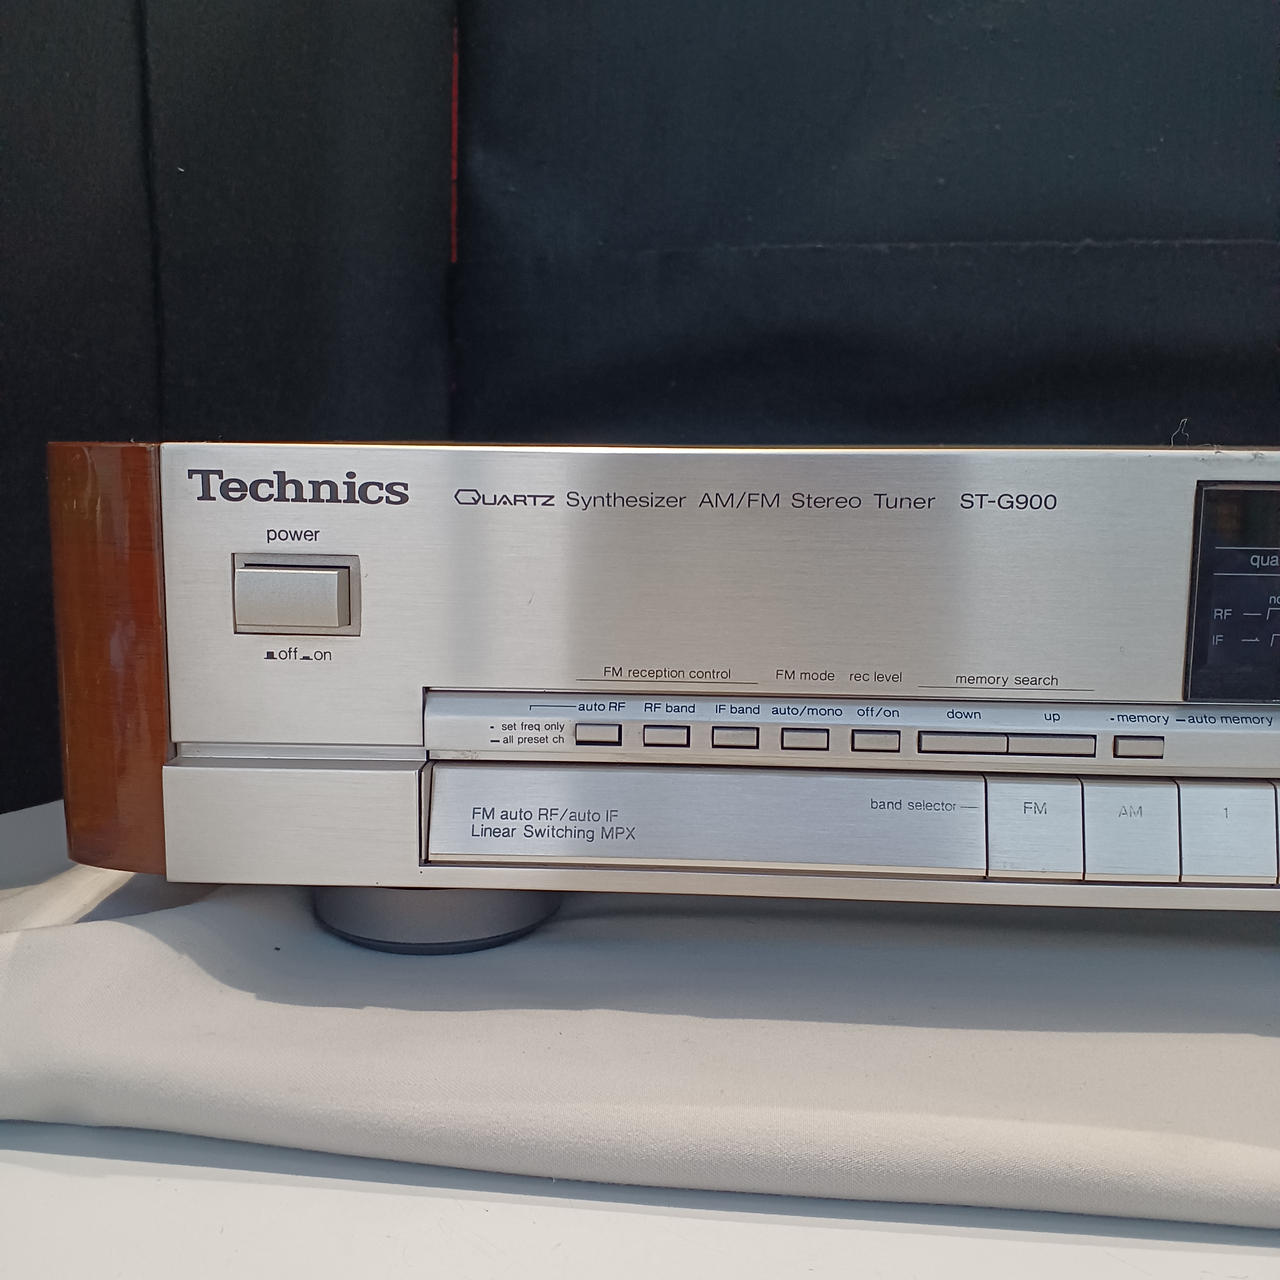 Technics
QUARTZ Synthesizer AM/FM Stereo Tuner ST-G900
power
off on
qua
RF
IF
FM reception control
FM mode
rec level
memory search
auto RF
RF band
IF band
auto/mono
off/on
down
up
- memory — auto memory
- set freq only
— all preset ch
FM auto RF/auto IF
Linear Switching MPX
band selector —
FM
AM
1